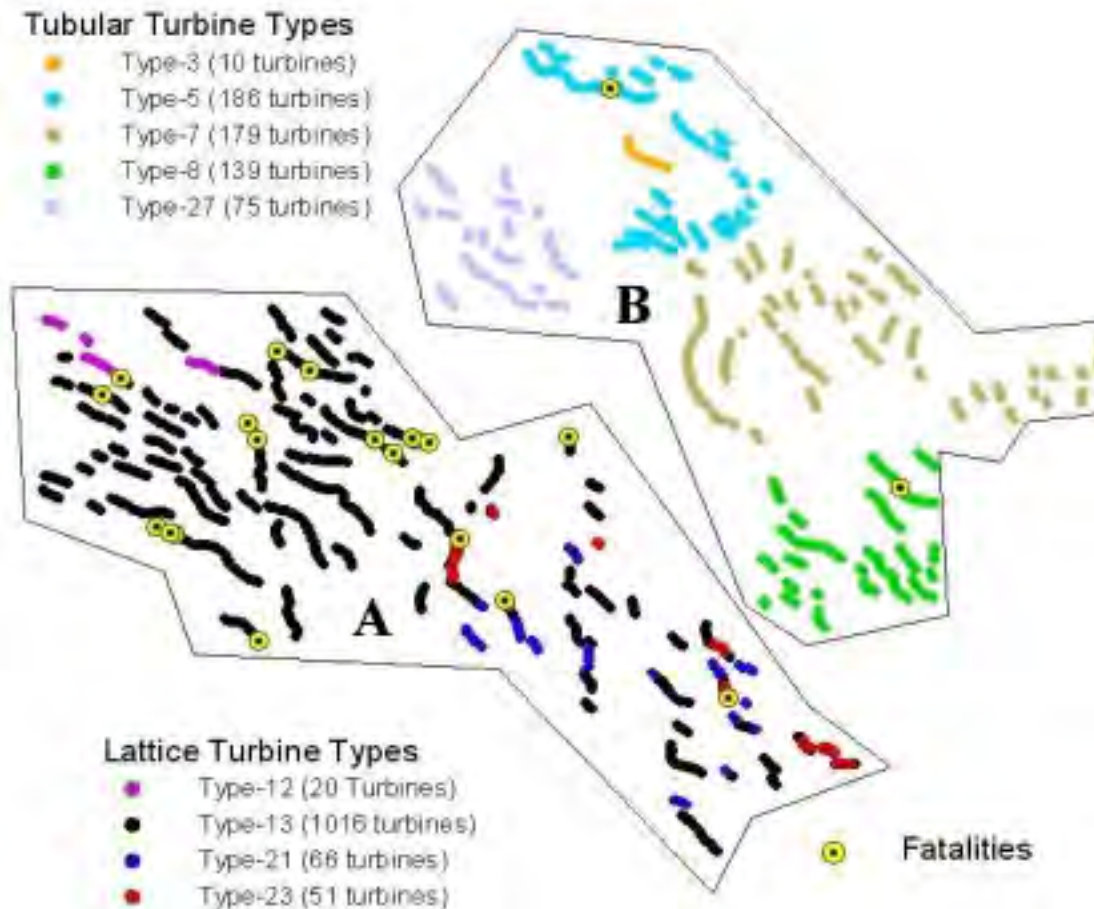 Tubular Turbine Types
Type-3 (10 turbines)
Type-5 (186 turbines)
Type-7 (179 turbines)
Type-8 (139 turbines)
Type-27 (75 turbines)
B
A
Lattice Turbine Types
Type-12 (20 Turbines)
Type-13 (1016 turbines)
Type-21 (66 turbines)
Type-23 (51 turbines)
Fatalities